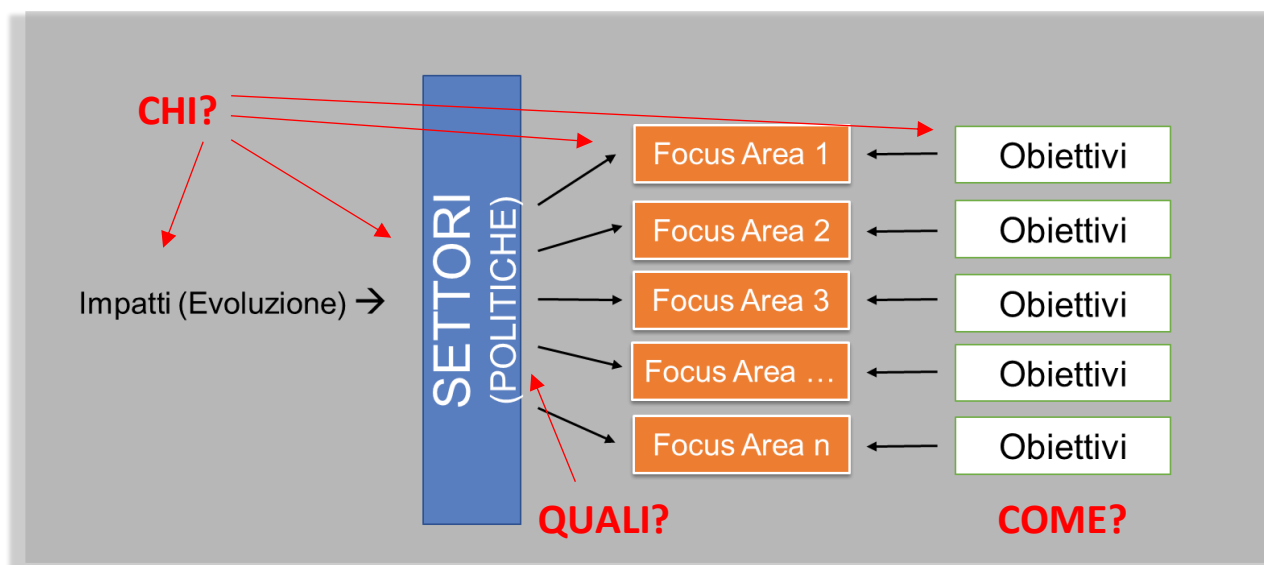 CHI?
Impatti (Evoluzione) →
SETTORI
(POLITICHE)
Focus Area 1
Obiettivi
Focus Area 2
Obiettivi
Focus Area 3
Obiettivi
Focus Area …
Obiettivi
Focus Area n
Obiettivi
QUALI?
COME?